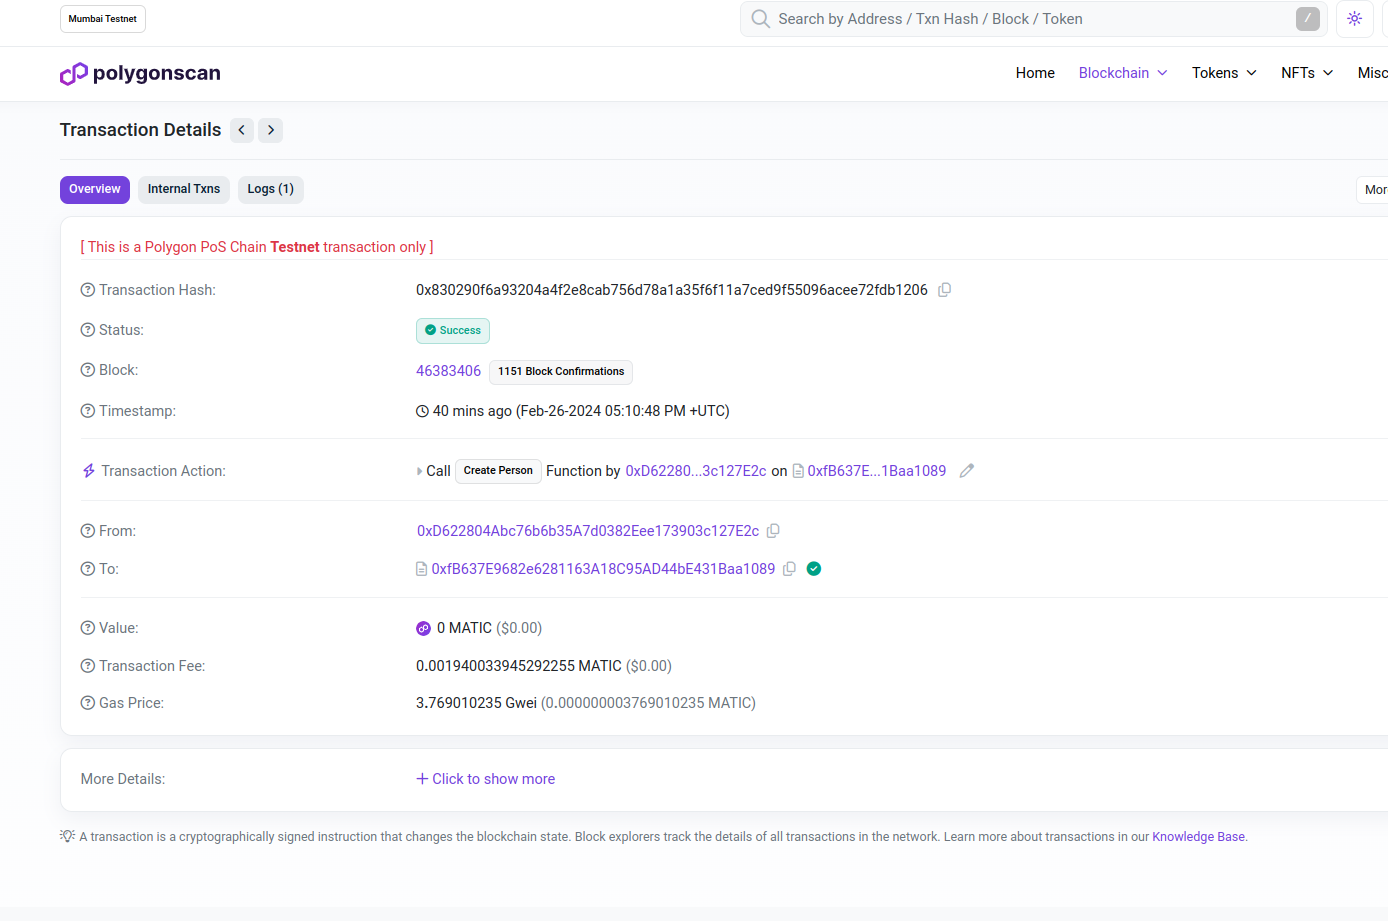 Mumbai Testnet
Search by Address / Txn Hash / Block / Token /
polygonscan
Home Blockchain Tokens NFTs Misc
Transaction Details
Overview Internal Txns Logs (1)
Mor
[ This is a Polygon PoS Chain Testnet transaction only ]
Transaction Hash: 0x830290f6a93204a4f2e8cab756d78a1a35f6f11a7ced9f55096acee72fdb1206
Status: Success
Block: 46383406 1151 Block Confirmations
Timestamp: 40 mins ago (Feb-26-2024 05:10:48 PM +UTC)
Transaction Action: Call Create Person Function by 0xD62280...3c127E2c on 0xfB637E...1Baa1089
From: 0xD622804Abc76b6b35A7d0382Eee173903c127E2c
To: 0xfB637E9682e6281163A18C95AD44bE431Baa1089
Value: 0 MATIC ($0.00)
Transaction Fee: 0.001940033945292255 MATIC ($0.00)
Gas Price: 3.769010235 Gwei (0.000000003769010235 MATIC)
More Details: + Click to show more
A transaction is a cryptographically signed instruction that changes the blockchain state. Block explorers track the details of all transactions in the network. Learn more about transactions in our Knowledge Base.